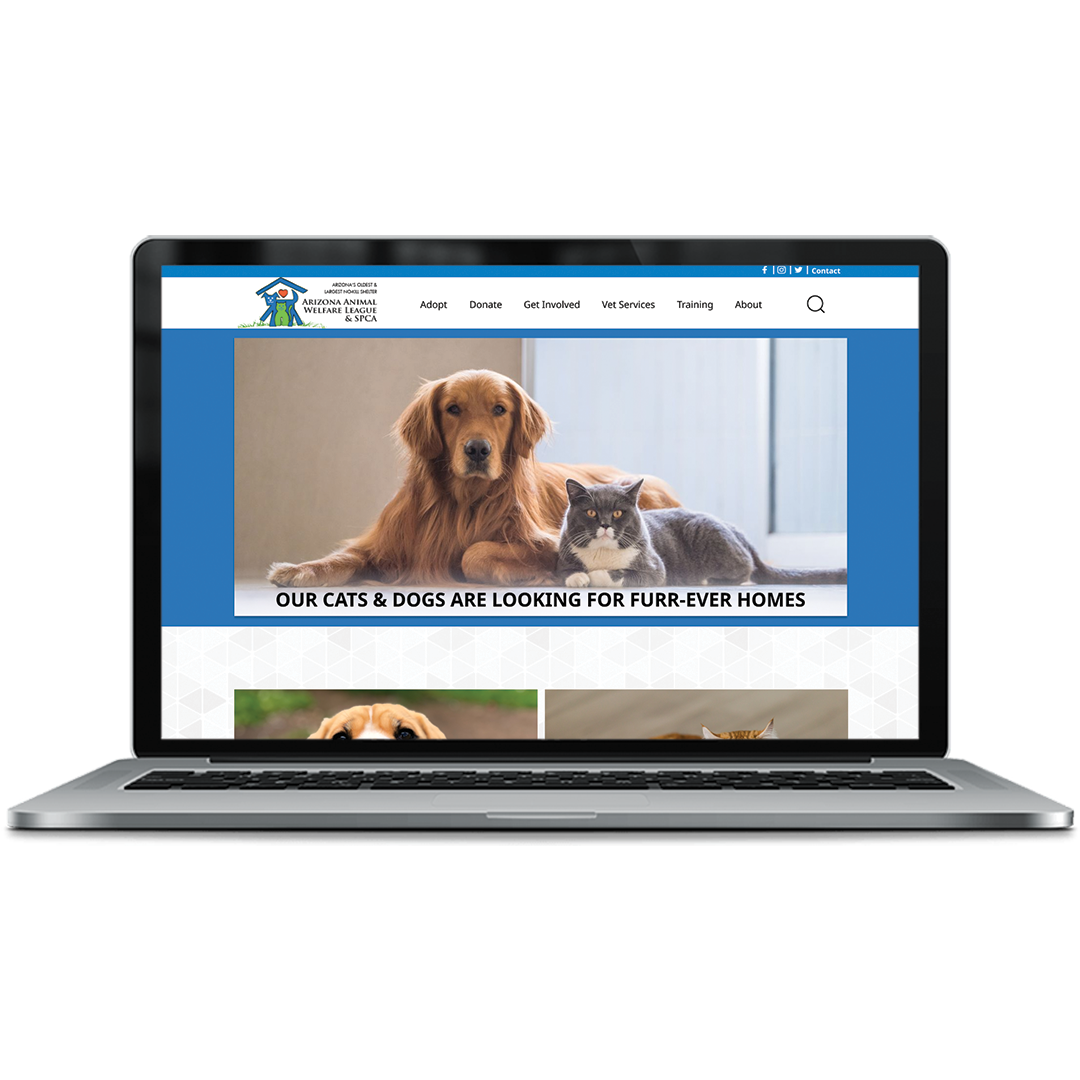 Contact
ARIZONA'S OLDEST &
LARGEST NO-KILL SHELTER
ARIZONA ANIMAL
WELFARE LEAGUE
& SPCA
Adopt Donate Get Involved Vet Services Training About
OUR CATS & DOGS ARE LOOKING FOR FURR-EVER HOMES